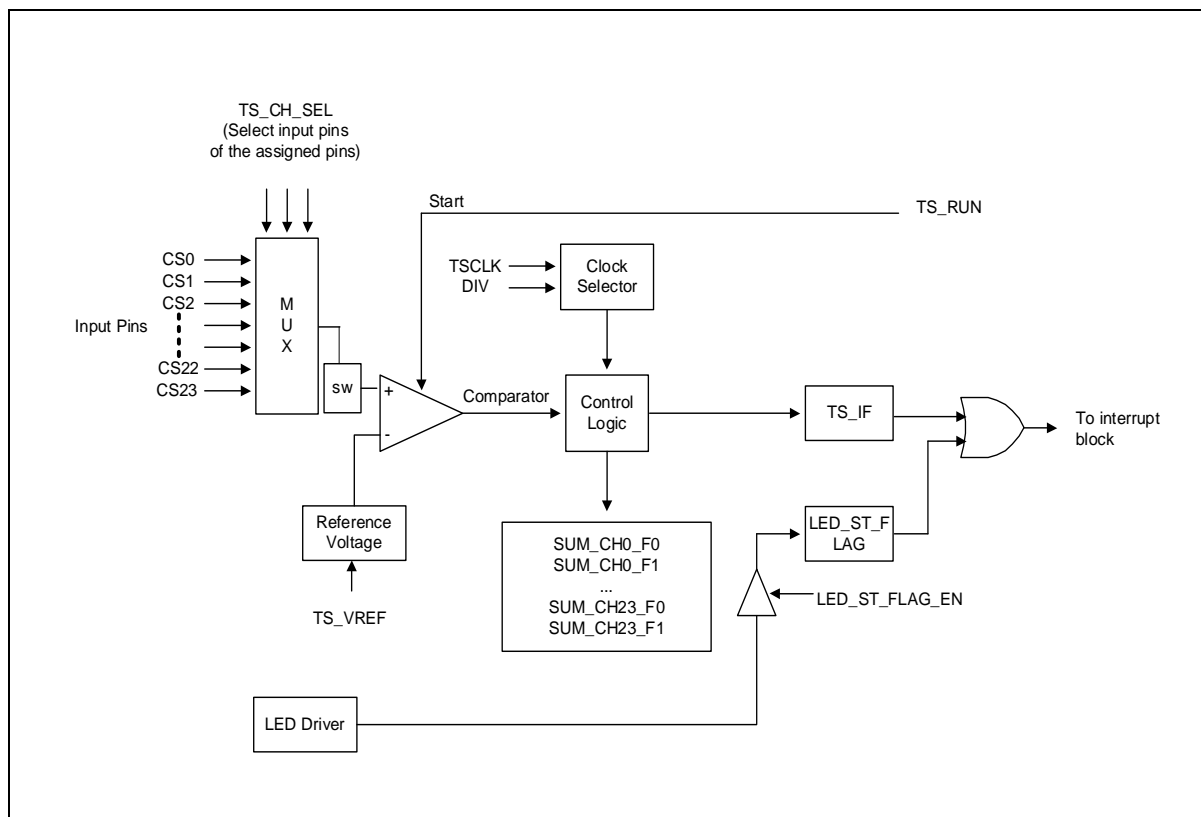 TS_CH_SEL
(Select input pins
of the assigned pins)
Start
TS_RUN
CS0
CS1
CS2
Input Pins
CS22
CS23
M
U
X
sw
+
-
TSCLK
DIV
Clock
Selector
Comparator
Control
Logic
TS_IF
To interrupt
block
Reference
Voltage
TS_VREF
SUM_CH0_F0
SUM_CH0_F1
...
SUM_CH23_F0
SUM_CH23_F1
LED_ST_F
LAG
LED_ST_FLAG_EN
LED Driver